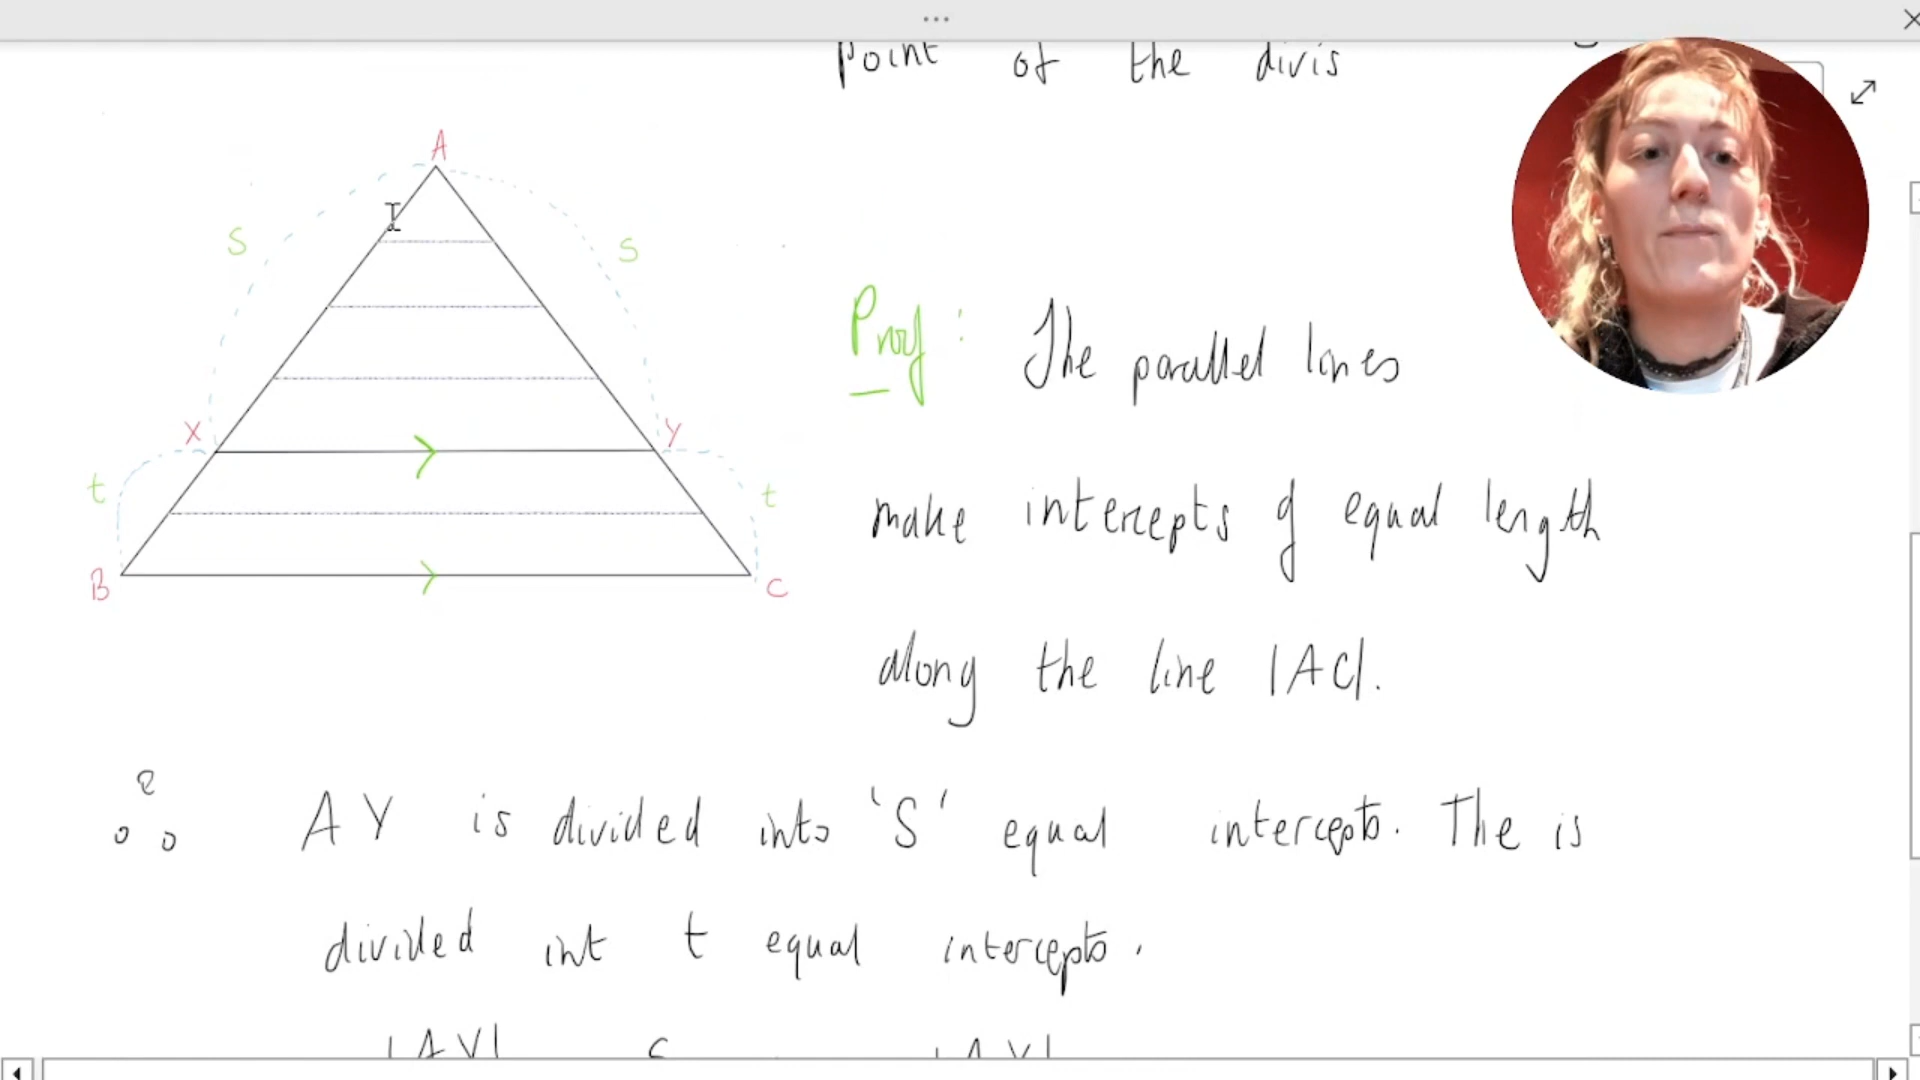 point of the divis
A
S
S
Proof: The parallel lines
X
Y
make intercepts of equal length
t
t
B
C
along the line |AC|.
AY is divided into 'S' equal intercepts. The is
divided int t equal intercepts.